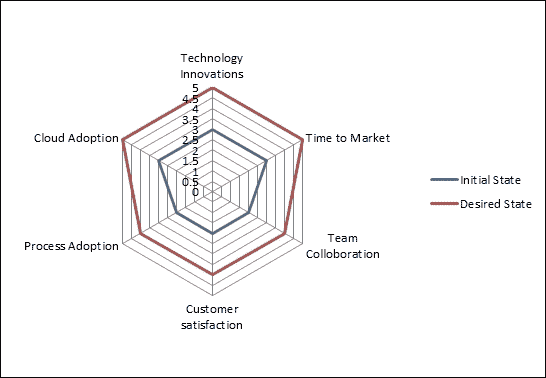 Technology
Innovations
5
4.5
4
3.5
3
2.5
2
1.5
1
0.5
0
Cloud Adoption
Time to Market
Initial State
Desired State
Process Adoption
Team
Colloboration
Customer
satisfaction